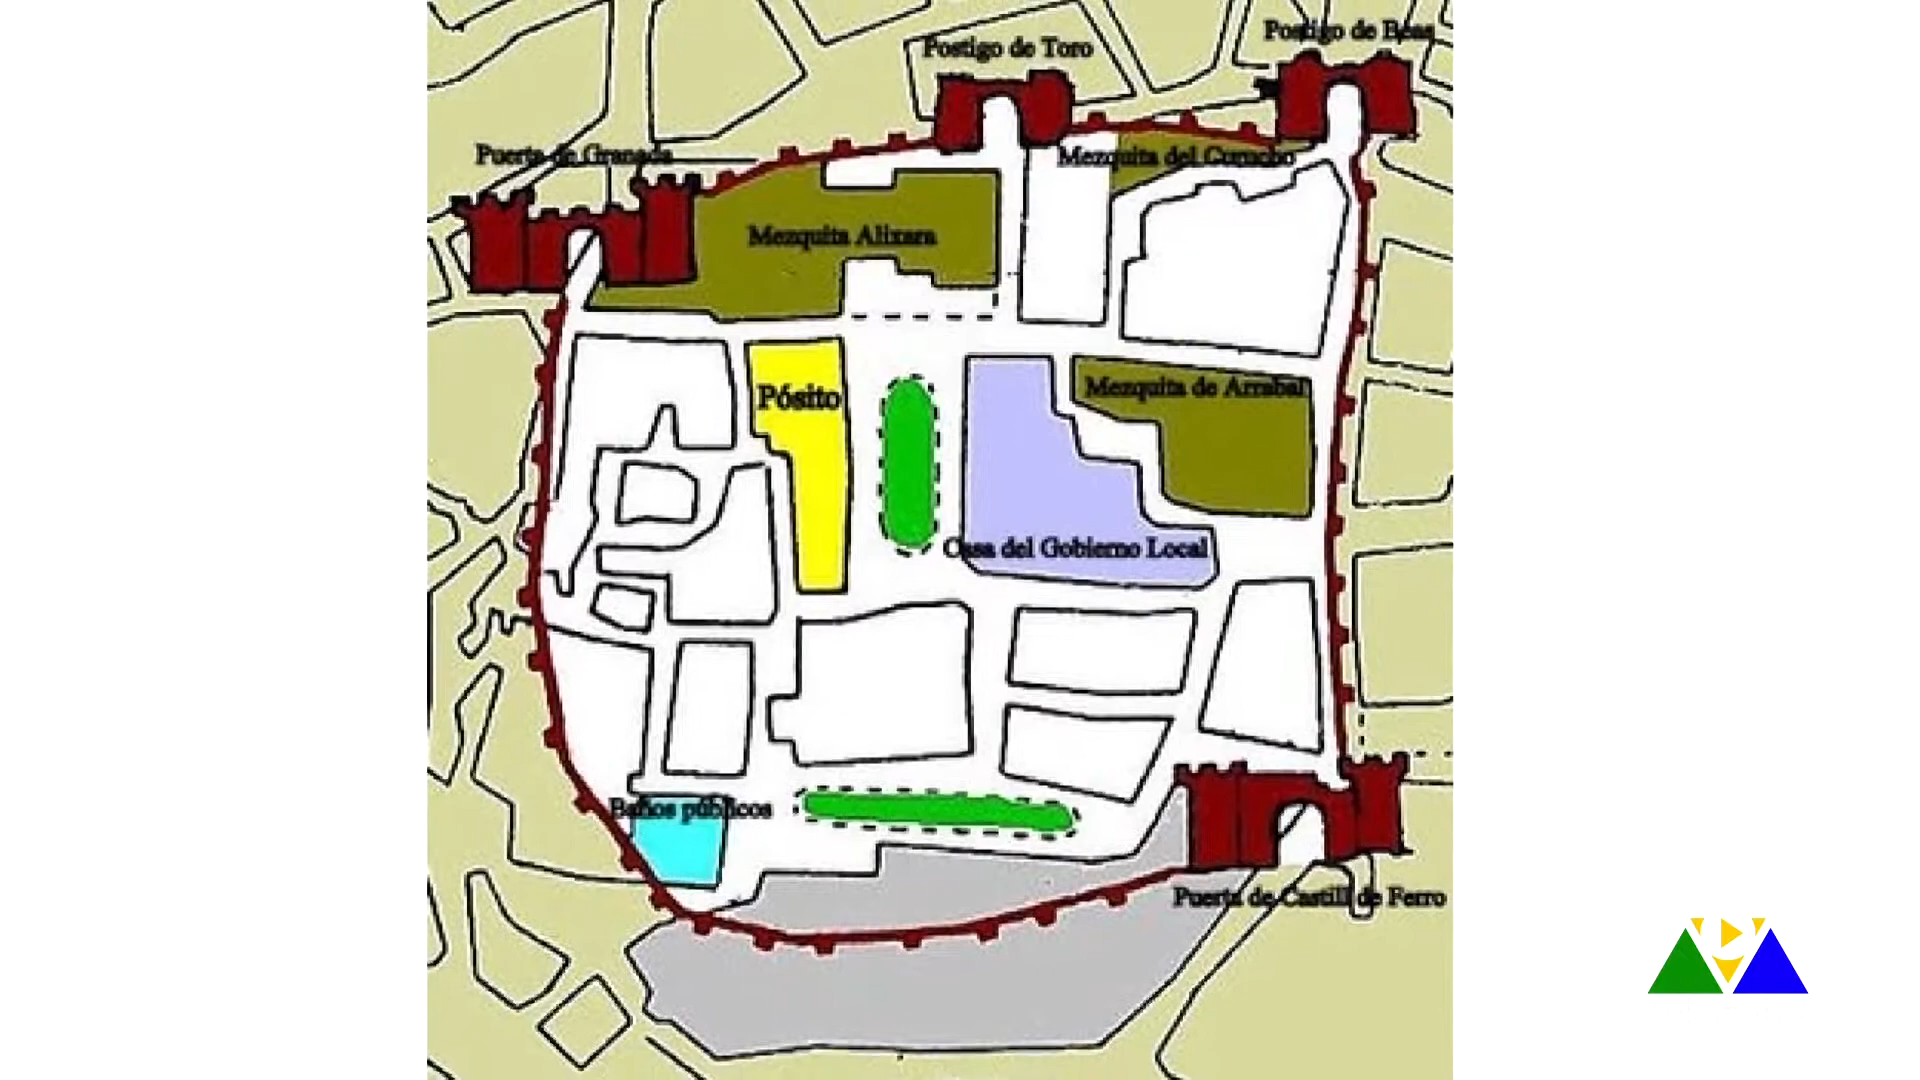 Postigo de Beas
Postigo de Toro
Puerta de Granada
Mezquita del Corucho
Mezquita Alixara
Mezquita de Arrabal
Pósito
Casa del Gobierno Local
Baños públicos
Puerta de Castill de Ferro